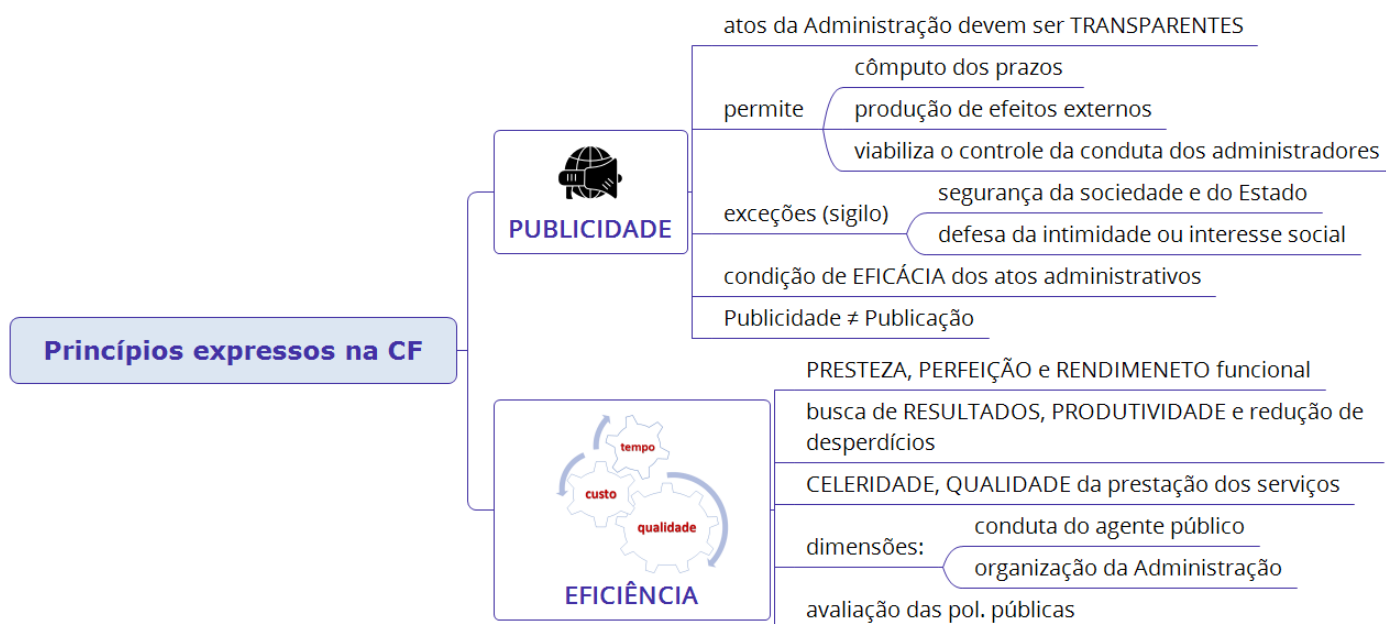 Princípios expressos na CF
PUBLICIDADE
atos da Administração devem ser TRANSPARENTES
permite
cômputo dos prazos
produção de efeitos externos
viabiliza o controle da conduta dos administradores
exceções (sigilo)
segurança da sociedade e do Estado
defesa da intimidade ou interesse social
condição de EFICÁCIA dos atos administrativos
Publicidade ≠ Publicação
tempo
custo
qualidade
EFICIÊNCIA
PRESTEZA, PERFEIÇÃO e RENDIMENETO funcional
busca de RESULTADOS, PRODUTIVIDADE e redução de
desperdícios
CELERIDADE, QUALIDADE da prestação dos serviços
dimensões:
conduta do agente público
organização da Administração
avaliação das pol. públicas